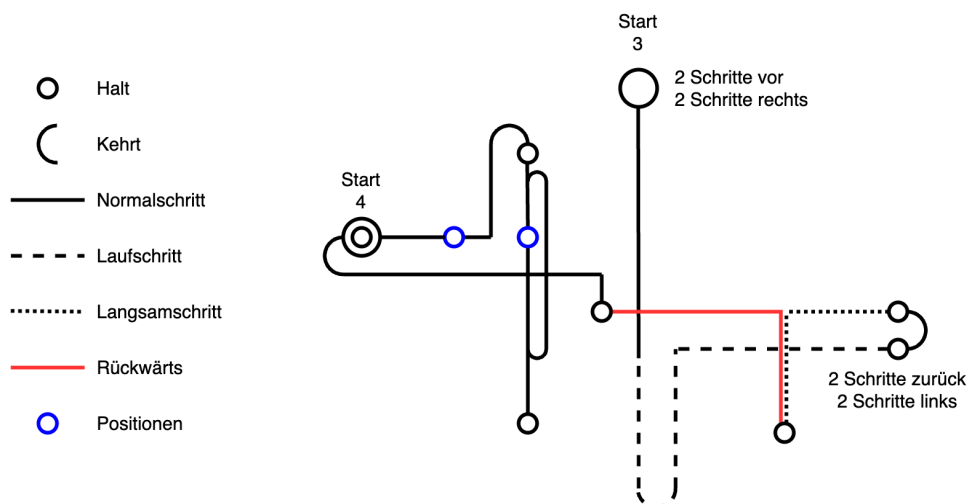 Halt
Kehrt
Normalschritt
Laufschritt
Langsamschritt
Rückwärts
Positionen
Start
4
Start
3
2 Schritte vor
2 Schritte rechts
2 Schritte zurück
2 Schritte links